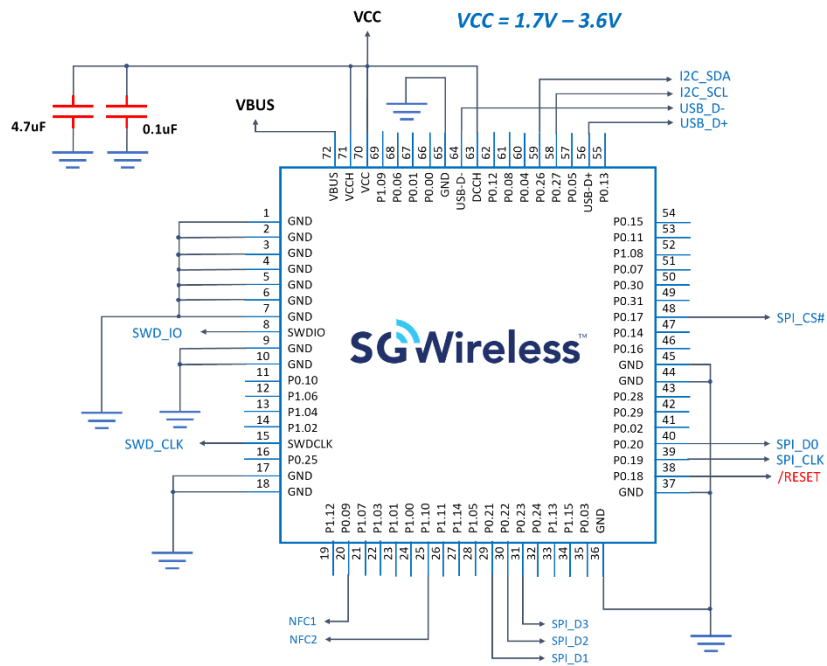 VCC
VCC = 1.7V – 3.6V
4.7uF
0.1uF
VBUS
I2C_SDA
I2C_SCL
USB_D-
USB_D+
72 71 70 69 68 67 66 65 64 63 62 61 60 59 58 57 56 55
VBUS VCCH VCC P1.09 P0.06 P0.01 P0.00 GND USB-D- DCCH P0.12 P0.08 P0.04 P0.26 P0.27 P0.05 USB-D+ P0.13
1 GND
2 GND
3 GND
4 GND
5 GND
6 GND
7 GND
SWD_IO 8 SWDIO
9 GND
10 GND
11 P0.10
12 P1.06
13 P1.04
14 P1.02
SWD_CLK 15 SWDCLK
16 P0.25
17 GND
18 GND
SGWireless™
P0.15 54
P0.11 53
P1.08 52
P0.07 51
P0.30 50
P0.31 49
P0.17 48 SPI_CS#
P0.14 47
P0.16 46
GND 45
GND 44
P0.28 43
P0.29 42
P0.02 41
P0.20 40 SPI_D0
P0.19 39 SPI_CLK
P0.18 38 /RESET
GND 37
P1.12 P0.09 P1.07 P1.03 P1.01 P1.00 P1.10 P1.11 P1.14 P1.05 P0.21 P0.22 P0.23 P0.24 P1.13 P1.15 P0.03 GND
19 20 21 22 23 24 25 26 27 28 29 30 31 32 33 34 35 36
NFC1
NFC2
SPI_D3
SPI_D2
SPI_D1